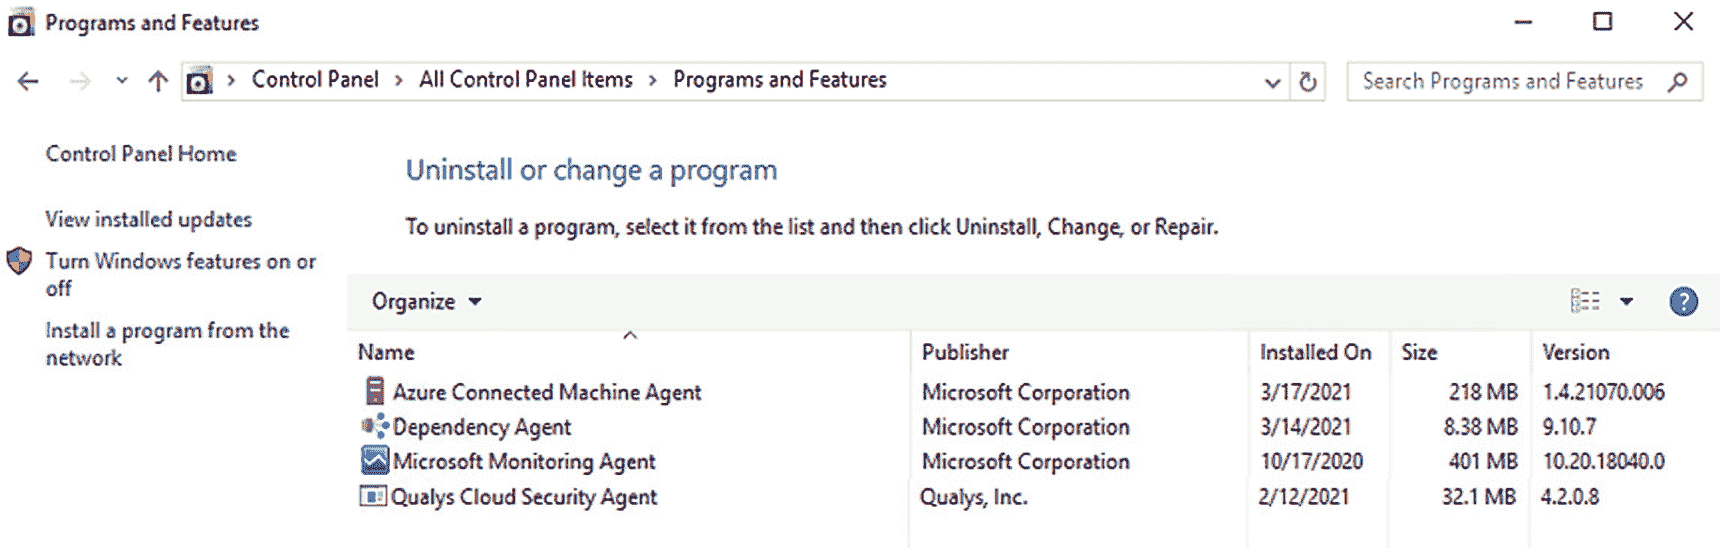 Programs and Features
Control Panel > All Control Panel Items > Programs and Features
Search Programs and Features
Control Panel Home
View installed updates
Turn Windows features on or
off
Install a program from the
network
Uninstall or change a program
To uninstall a program, select it from the list and then click Uninstall, Change, or Repair.
Organize
?
Name Publisher Installed On Size Version
Azure Connected Machine Agent Microsoft Corporation 3/17/2021 218 MB 1.4.21070.006
Dependency Agent Microsoft Corporation 3/14/2021 8.38 MB 9.10.7
Microsoft Monitoring Agent Microsoft Corporation 10/17/2020 401 MB 10.20.18040.0
Qualys Cloud Security Agent Qualys, Inc. 2/12/2021 32.1 MB 4.2.0.8